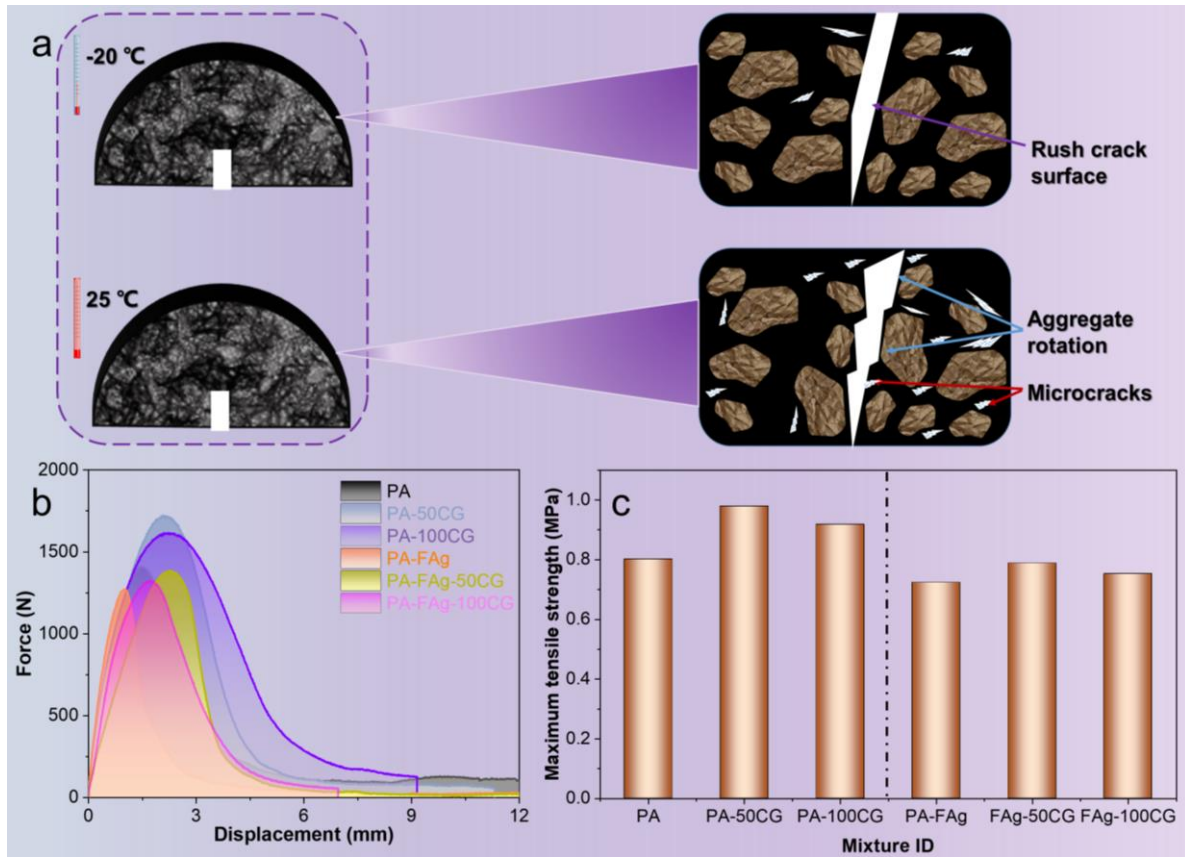 a
-20 ℃
Rush crack
surface
25 ℃
Aggregate
rotation
Microcracks
b
2000
1500
1000
500
0
Force (N)
0 3 6 9 12
Displacement (mm)
PA
PA-50CG
PA-100CG
PA-FAg
PA-FAg-50CG
PA-FAg-100CG
c
1.0
0.8
0.6
0.4
0.2
0.0
Maximum tensile strength (MPa)
PA PA-50CG PA-100CG PA-FAg FAg-50CG FAg-100CG
Mixture ID